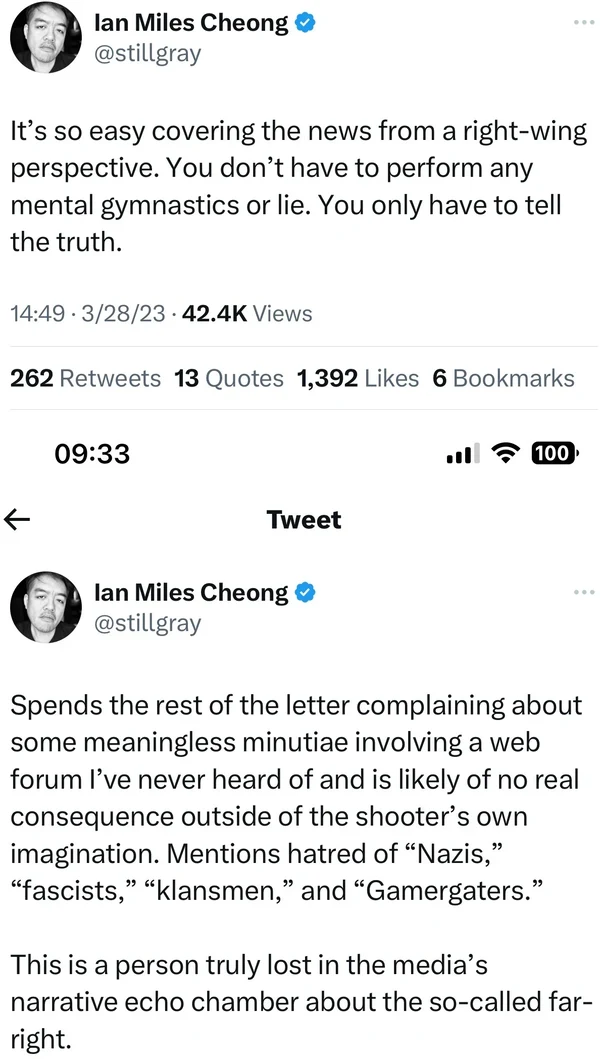 Ian Miles Cheong
@stillgray
It’s so easy covering the news from a right-wing
perspective. You don’t have to perform any
mental gymnastics or lie. You only have to tell
the truth.
14:49 · 3/28/23 · 42.4K Views
262 Retweets 13 Quotes 1,392 Likes 6 Bookmarks
09:33 100
Tweet
Ian Miles Cheong
@stillgray
Spends the rest of the letter complaining about
some meaningless minutiae involving a web
forum I’ve never heard of and is likely of no real
consequence outside of the shooter’s own
imagination. Mentions hatred of “Nazis,”
“fascists,” “klansmen,” and “Gamergaters.”
This is a person truly lost in the media’s
narrative echo chamber about the so-called far-
right.